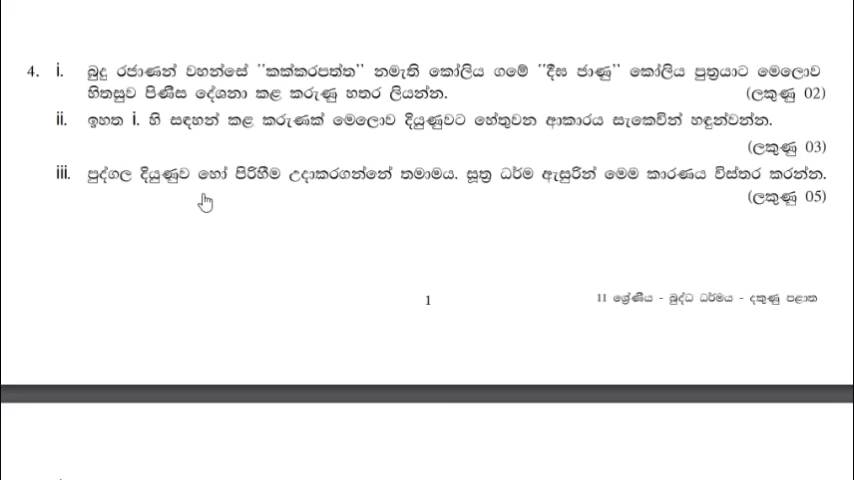 4. i. බුදු රජාණන් වහන්සේ "කක්කරපත්ත" නමැති කෝලිය ගමේ "දීඝ ජාණු" කෝලිය පුත්‍රයාට මෙලොව
හිතසුව පිණිස දේශනා කළ කරුණු හතර ලියන්න. (ලකුණු 02)
ii. ඉහත i. හි සඳහන් කළ කරුණක් මෙලොව දියුණුවට හේතුවන ආකාරය සැකෙවින් හඳුන්වන්න.
(ලකුණු 03)
iii. පුද්ගල දියුණුව හෝ පිරිහීම උදාකරගන්නේ තමාමය. සූත්‍ර ධර්ම ඇසුරින් මෙම කාරණය විස්තර කරන්න.
(ලකුණු 05)
1 11 ශ්‍රේණිය - බුද්ධ ධර්මය - දකුණු පළාත